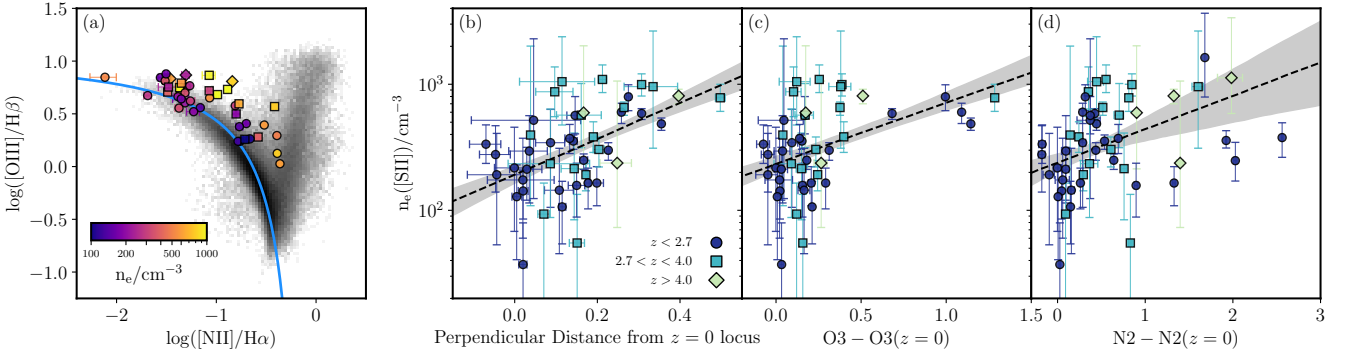 (a)
log([OIII]/Hβ)
1.5
1.0
0.5
0.0
−0.5
−1.0
100 200 500 1000
n_e/cm^−3
−2 −1 0
log([NII]/Hα)
(b)
n_e([SII])/cm^−3
10^3
10^2
z < 2.7
2.7 < z < 4.0
z > 4.0
0.0 0.2 0.4
Perpendicular Distance from z = 0 locus
(c)
0.0 0.5 1.0 1.5
O3 − O3(z = 0)
(d)
0 1 2 3
N2 − N2(z = 0)